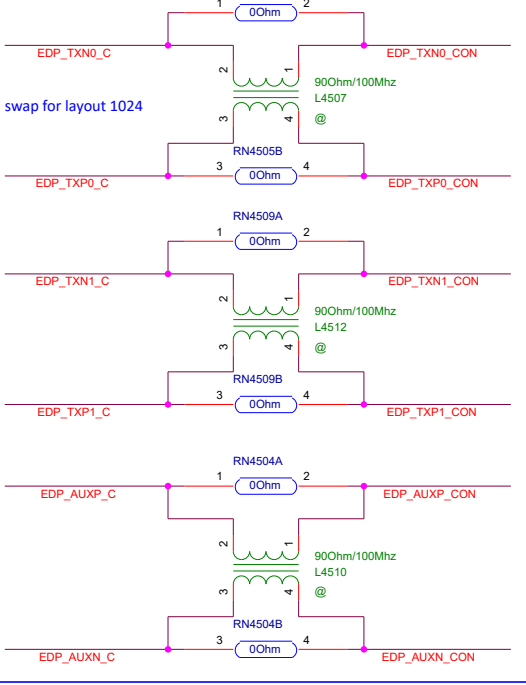 1 2
0Ohm
EDP_TXN0_C EDP_TXN0_CON
2 1
90Ohm/100Mhz
L4507
swap for layout 1024
3 4 @
RN4505B
3 4
0Ohm
EDP_TXP0_C EDP_TXP0_CON
RN4509A
1 2
0Ohm
EDP_TXN1_C EDP_TXN1_CON
2 1
90Ohm/100Mhz
L4512
3 4 @
RN4509B
3 4
0Ohm
EDP_TXP1_C EDP_TXP1_CON
RN4504A
1 2
0Ohm
EDP_AUXP_C EDP_AUXP_CON
2 1
90Ohm/100Mhz
L4510
3 4 @
RN4504B
3 4
0Ohm
EDP_AUXN_C EDP_AUXN_CON